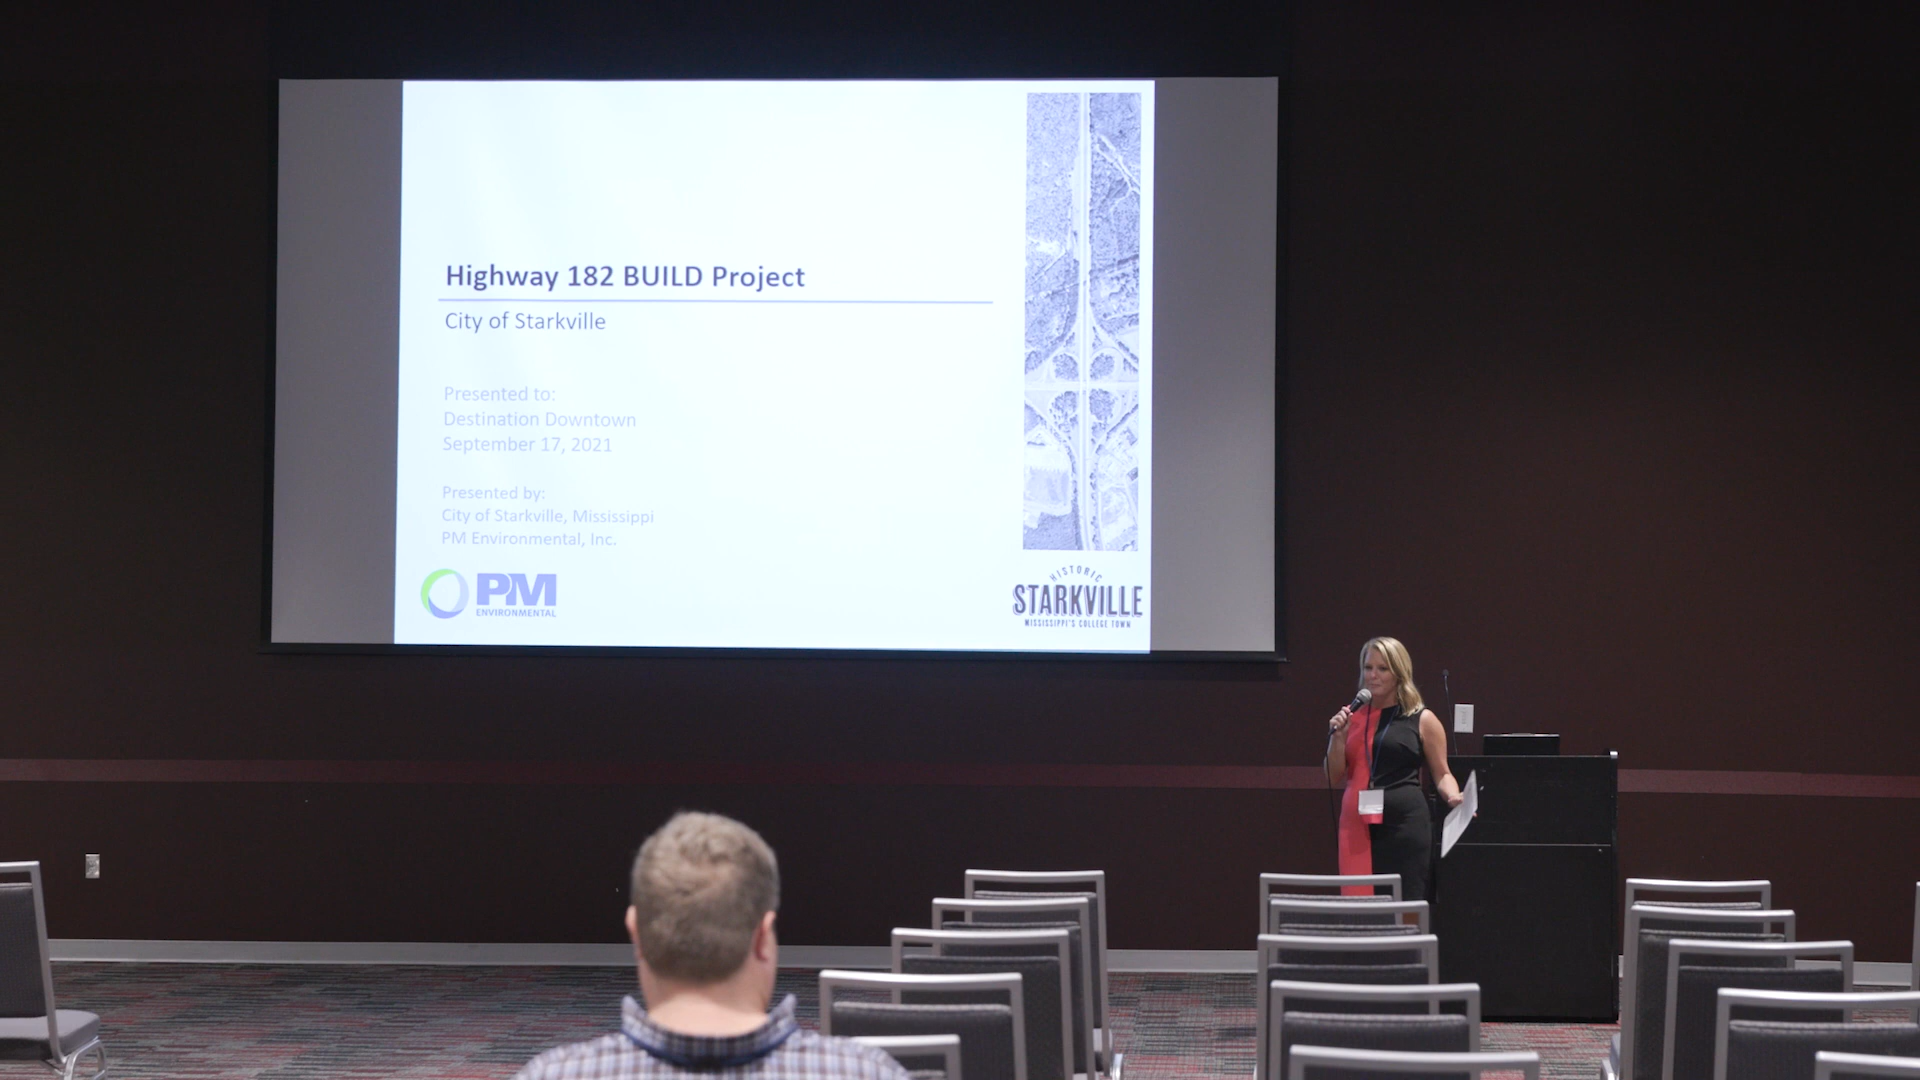 Highway 182 BUILD Project
City of Starkville
Presented to:
Destination Downtown
September 17, 2021
Presented by:
City of Starkville, Mississippi
PM Environmental, Inc.
PM
ENVIRONMENTAL
HISTORIC
STARKVILLE
MISSISSIPPI'S COLLEGE TOWN